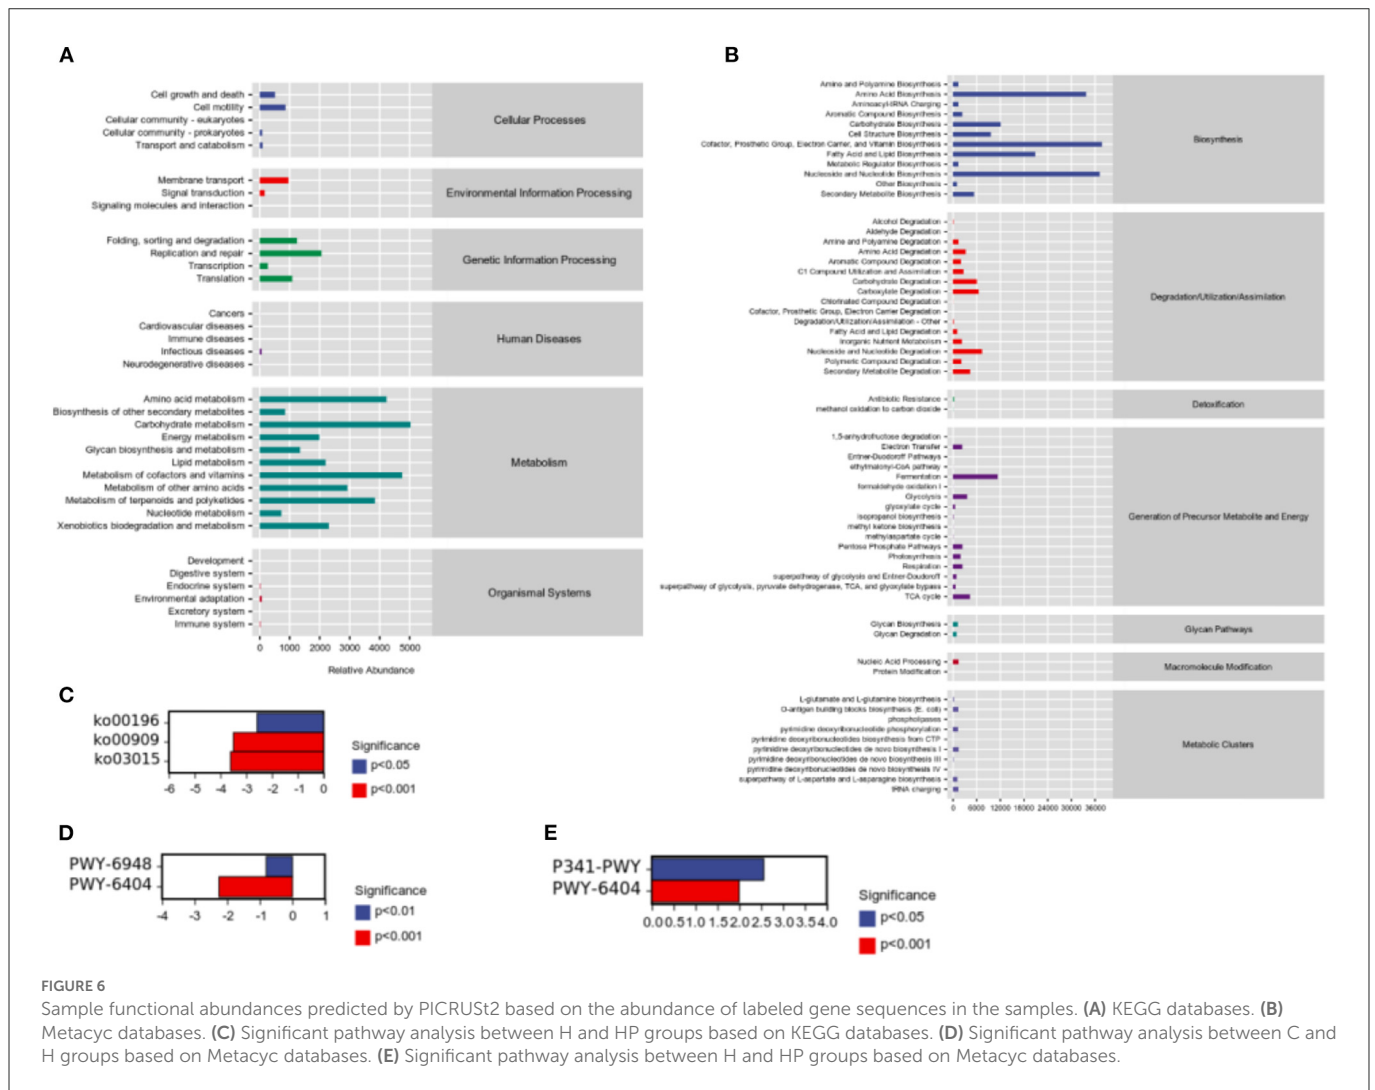 A
Cell growth and death
Cell motility
Cellular community - eukaryotes
Cellular community - prokaryotes
Transport and catabolism
Cellular Processes
Membrane transport
Signal transduction
Signaling molecules and interaction
Environmental Information Processing
Folding, sorting and degradation
Replication and repair
Transcription
Translation
Genetic Information Processing
Cancers
Cardiovascular diseases
Immune diseases
Infectious diseases
Neurodegenerative diseases
Human Diseases
Amino acid metabolism
Biosynthesis of other secondary metabolites
Carbohydrate metabolism
Energy metabolism
Glycan biosynthesis and metabolism
Lipid metabolism
Metabolism of cofactors and vitamins
Metabolism of other amino acids
Metabolism of terpenoids and polyketides
Nucleotide metabolism
Xenobiotics biodegradation and metabolism
Metabolism
Development
Digestive system
Endocrine system
Environmental adaptation
Excretory system
Immune system
Organismal Systems
0 1000 2000 3000 4000 5000
Relative Abundance
B
Amine and Polyamine Biosynthesis
Amino Acid Biosynthesis
Aminoacyl-tRNA Charging
Aromatic Compound Biosynthesis
Carbohydrate Biosynthesis
Cell Structure Biosynthesis
Cofactor, Prosthetic Group, Electron Carrier, and Vitamin Biosynthesis
Fatty Acid and Lipid Biosynthesis
Metabolic Regulator Biosynthesis
Nucleoside and Nucleotide Biosynthesis
Other Biosynthesis
Secondary Metabolite Biosynthesis
Biosynthesis
Alcohol Degradation
Aldehyde Degradation
Amine and Polyamine Degradation
Amino Acid Degradation
Aromatic Compound Degradation
C1 Compound Utilization and Assimilation
Carbohydrate Degradation
Carboxylate Degradation
Chlorinated Compound Degradation
Cofactor, Prosthetic Group, Electron Carrier Degradation
Degradation/Utilization/Assimilation - Other
Fatty Acid and Lipid Degradation
Inorganic Nutrient Metabolism
Nucleoside and Nucleotide Degradation
Polymeric Compound Degradation
Secondary Metabolite Degradation
Degradation/Utilization/Assimilation
Antibiotic Resistance
methanol oxidation to carbon dioxide
Detoxification
1,5-anhydrofructose degradation
Electron Transfer
Entner-Duodoroff Pathways
ethylmalonyl-CoA pathway
Fermentation
formaldehyde oxidation I
Glycolysis
glyoxylate cycle
isopropanol biosynthesis
methyl ketone biosynthesis
methylaspartate cycle
Pentose Phosphate Pathways
Photosynthesis
Respiration
superpathway of glycolysis and Entner-Doudoroff
superpathway of glycolysis, pyruvate dehydrogenase, TCA, and glyoxylate bypass
TCA cycle
Generation of Precursor Metabolite and Energy
Glycan Biosynthesis
Glycan Degradation
Glycan Pathways
Nucleic Acid Processing
Protein Modification
Macromolecule Modification
L-glutamate and L-glutamine biosynthesis
O-antigen building blocks biosynthesis (E. coli)
phospholipases
pyrimidine deoxyribonucleotide phosphorylation
pyrimidine deoxyribonucleotides biosynthesis from CTP
pyrimidine deoxyribonucleotides de novo biosynthesis I
pyrimidine deoxyribonucleotides de novo biosynthesis III
pyrimidine deoxyribonucleotides de novo biosynthesis IV
superpathway of L-aspartate and L-asparagine biosynthesis
tRNA charging
Metabolic Clusters
0 6000 12000 18000 24000 30000 36000
C
ko00196
ko00909
ko03015
-6 -5 -4 -3 -2 -1 0
Significance
p<0.05
p<0.001
D
PWY-6948
PWY-6404
-4 -3 -2 -1 0 1
Significance
p<0.01
p<0.001
E
P341-PWY
PWY-6404
0.0 0.5 1.0 1.5 2.0 2.5 3.0 3.5 4.0
Significance
p<0.05
p<0.001
FIGURE 6
Sample functional abundances predicted by PICRUSt2 based on the abundance of labeled gene sequences in the samples. (A) KEGG databases. (B)
Metacyc databases. (C) Significant pathway analysis between H and HP groups based on KEGG databases. (D) Significant pathway analysis between C and
H groups based on Metacyc databases. (E) Significant pathway analysis between H and HP groups based on Metacyc databases.